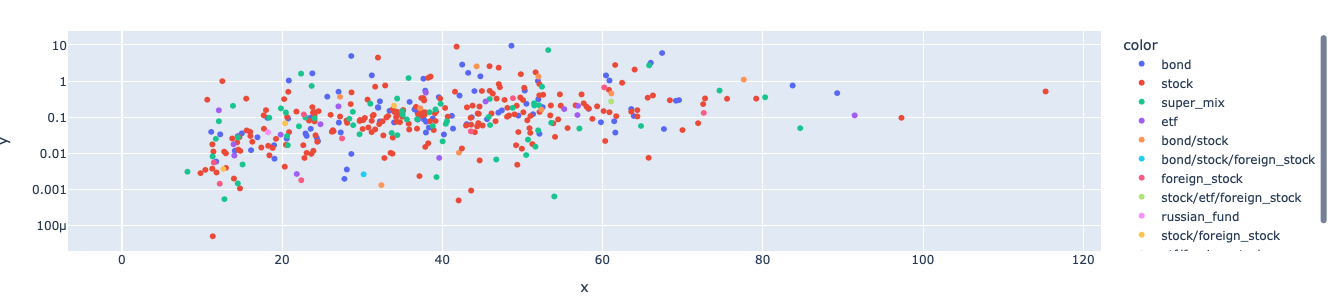 10
1
0.1
0.01
0.001
100μ
y
0
20
40
60
80
100
120
x
color
bond
stock
super_mix
etf
bond/stock
bond/stock/foreign_stock
foreign_stock
stock/etf/foreign_stock
russian_fund
stock/foreign_stock